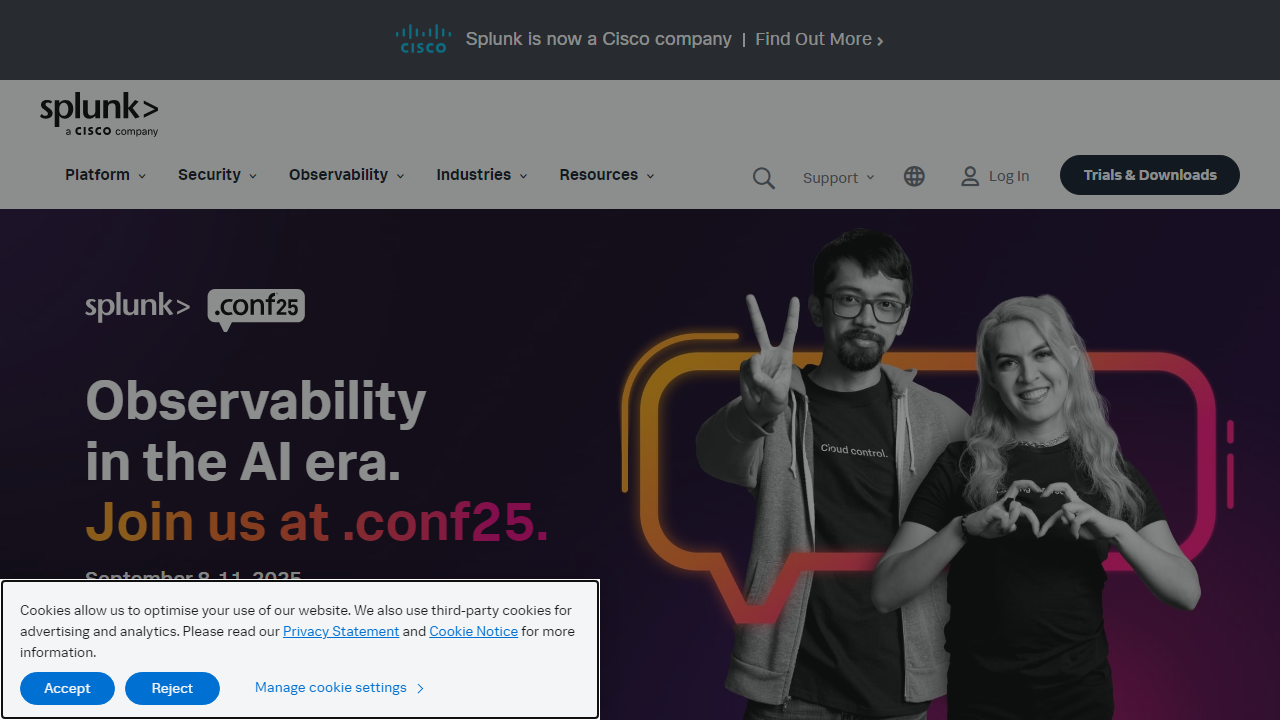 CISCO
Splunk is now a Cisco company | Find Out More
splunk>
a CISCO company
Platform Security Observability Industries Resources Support Log In Trials & Downloads
splunk> .conf25
Observability
in the AI era.
Join us at .conf25.
September 8-11, 2025
Cloud control.
Cookies allow us to optimise your use of our website. We also use third-party cookies for
advertising and analytics. Please read our Privacy Statement and Cookie Notice for more
information.
Accept Reject Manage cookie settings